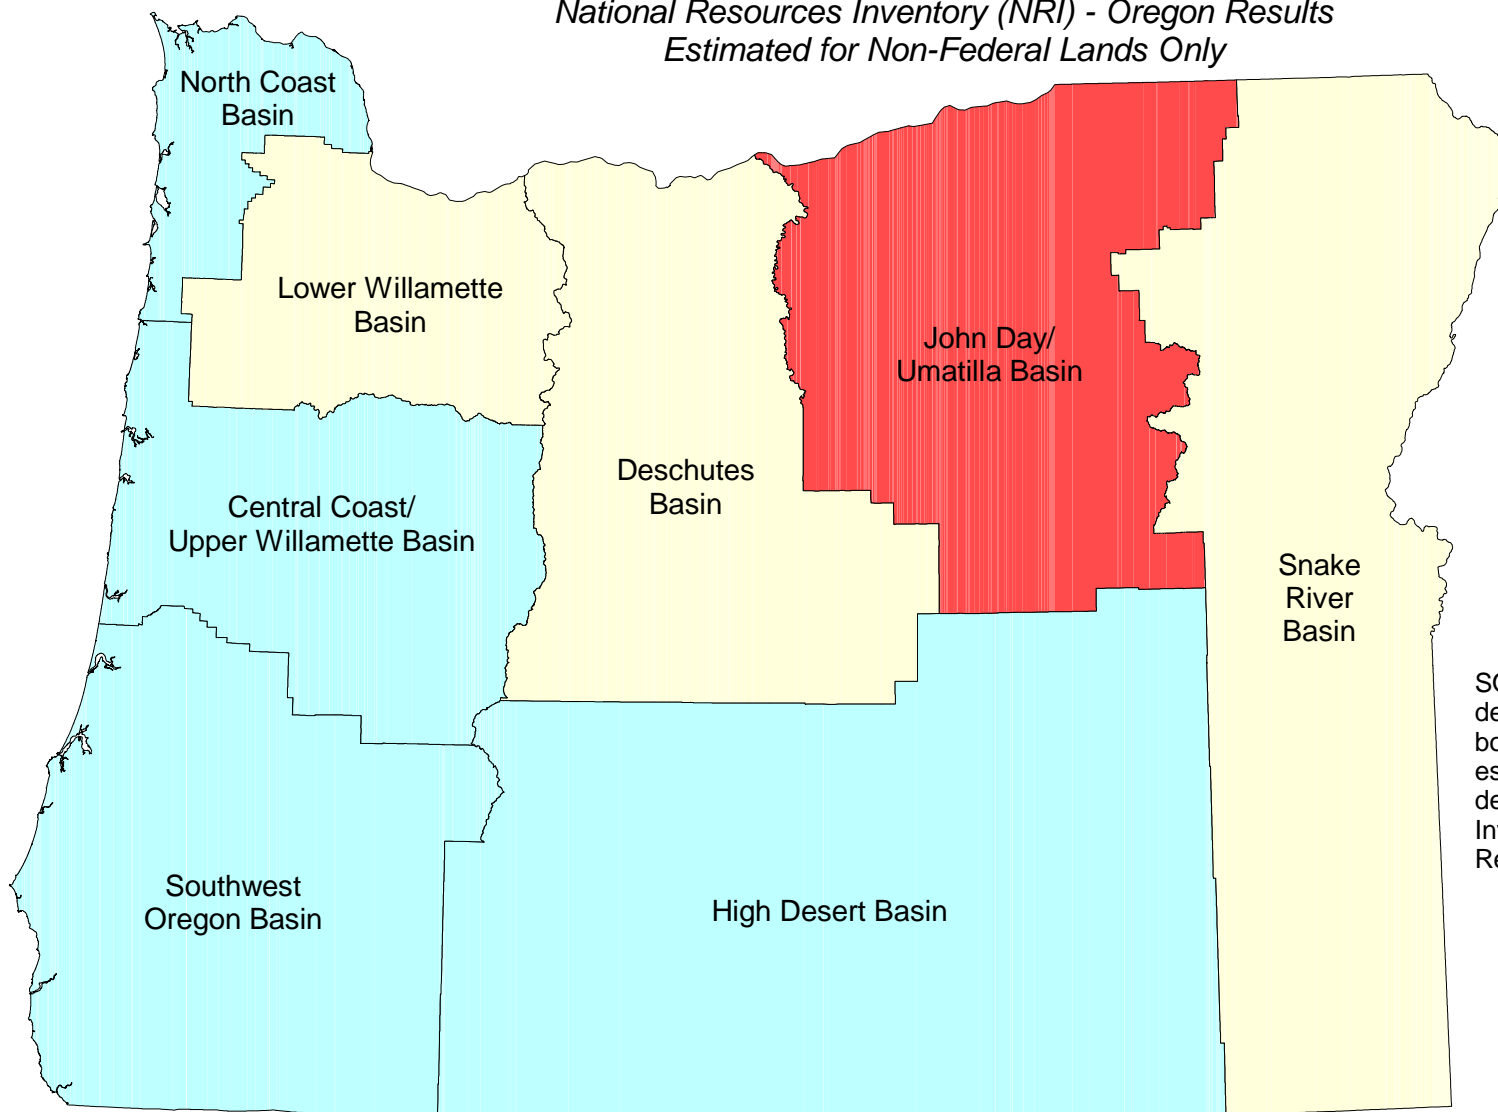 National Resources Inventory (NRI) - Oregon Results
Estimated for Non-Federal Lands Only
North Coast
Basin
Lower Willamette
Basin
John Day/
Umatilla Basin
Deschutes
Basin
Central Coast/
Upper Willamette Basin
Snake
River
Basin
Southwest
Oregon Basin
High Desert Basin